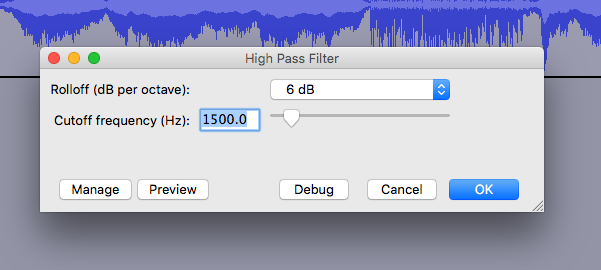 High Pass Filter
Rolloff (dB per octave): 6 dB
Cutoff frequency (Hz): 1500.0
Manage Preview Debug Cancel OK